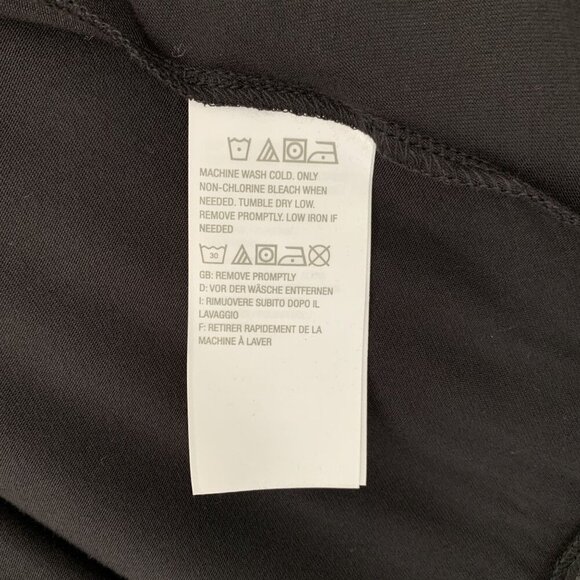 MACHINE WASH COLD. ONLY
NON-CHLORINE BLEACH WHEN
NEEDED. TUMBLE DRY LOW.
REMOVE PROMPTLY. LOW IRON IF
NEEDED
30
GB: REMOVE PROMPTLY
D: VOR DER WÄSCHE ENTFERNEN
I: RIMUOVERE SUBITO DOPO IL
LAVAGGIO
F: RETIRER RAPIDEMENT DE LA
MACHINE À LAVER